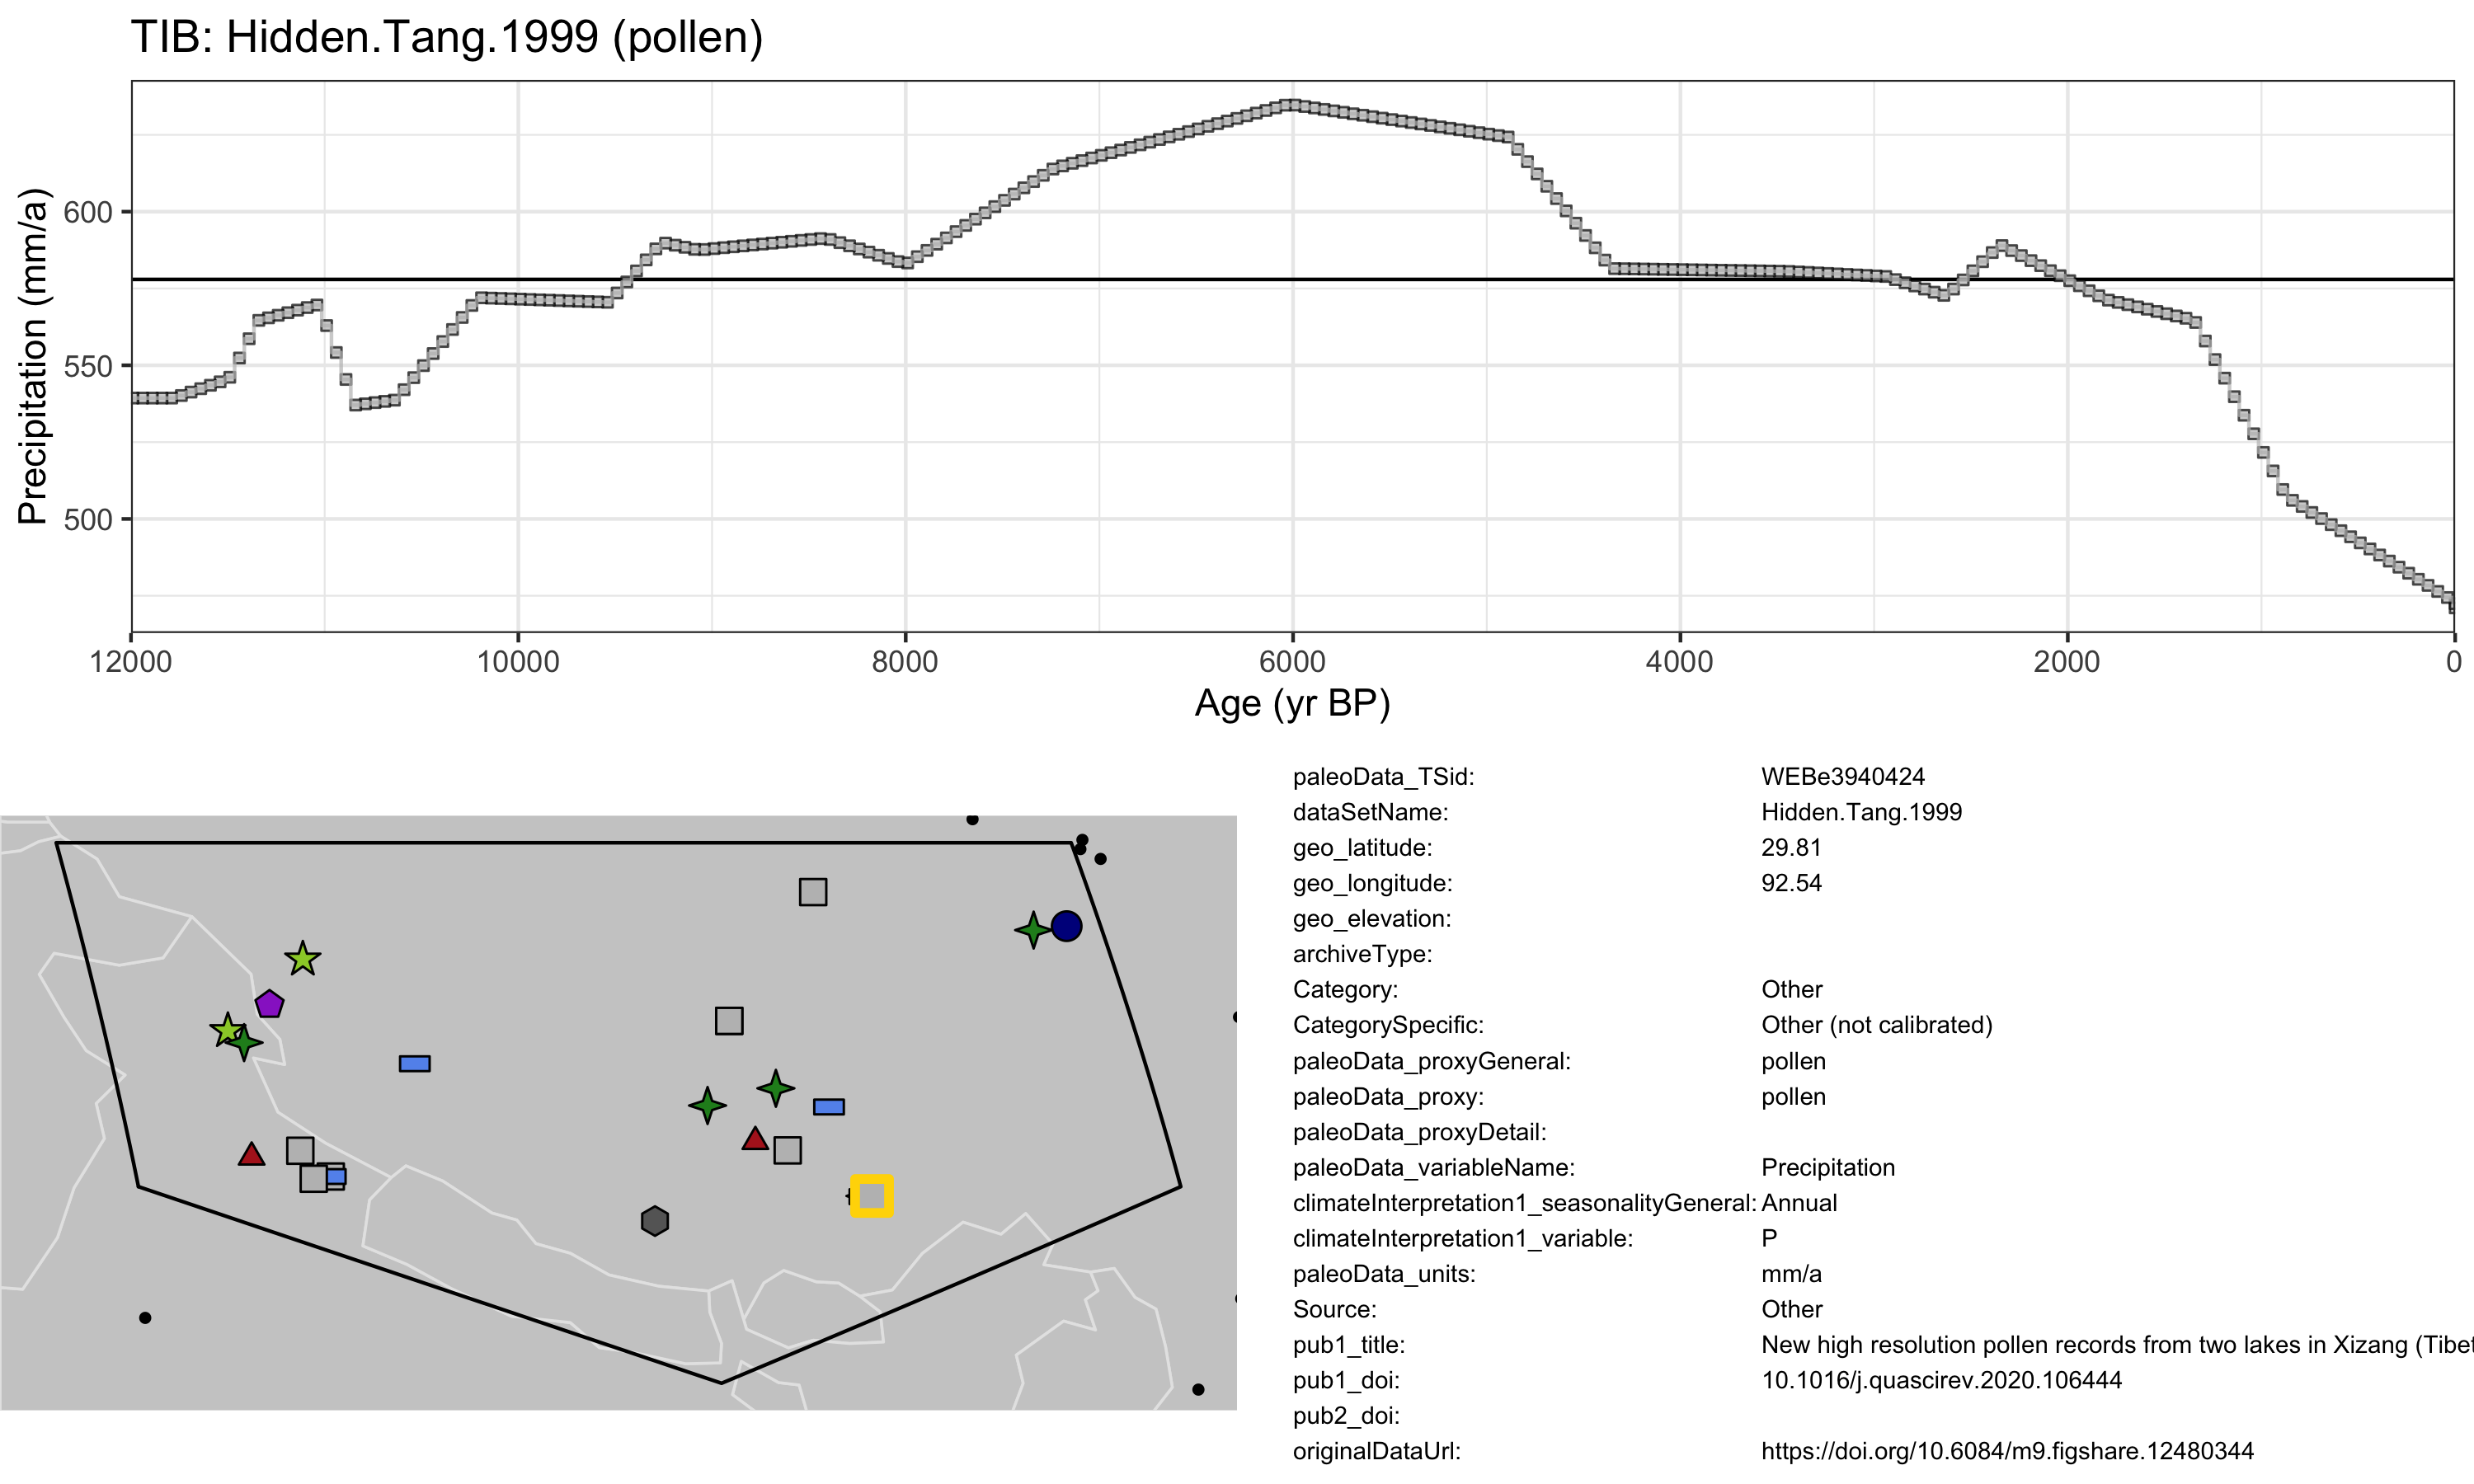 TIB: Hidden.Tang.1999 (pollen)
Precipitation (mm/a)
600
550
500
12000 10000 8000 6000 4000 2000 0
Age (yr BP)
paleoData_TSid: WEBe3940424
dataSetName: Hidden.Tang.1999
geo_latitude: 29.81
geo_longitude: 92.54
geo_elevation:
archiveType:
Category: Other
CategorySpecific: Other (not calibrated)
paleoData_proxyGeneral: pollen
paleoData_proxy: pollen
paleoData_proxyDetail:
paleoData_variableName: Precipitation
climateInterpretation1_seasonalityGeneral: Annual
climateInterpretation1_variable: P
paleoData_units: mm/a
Source: Other
pub1_title: New high resolution pollen records from two lakes in Xizang (Tibet
pub1_doi: 10.1016/j.quascirev.2020.106444
pub2_doi:
originalDataUrl: https://doi.org/10.6084/m9.figshare.12480344